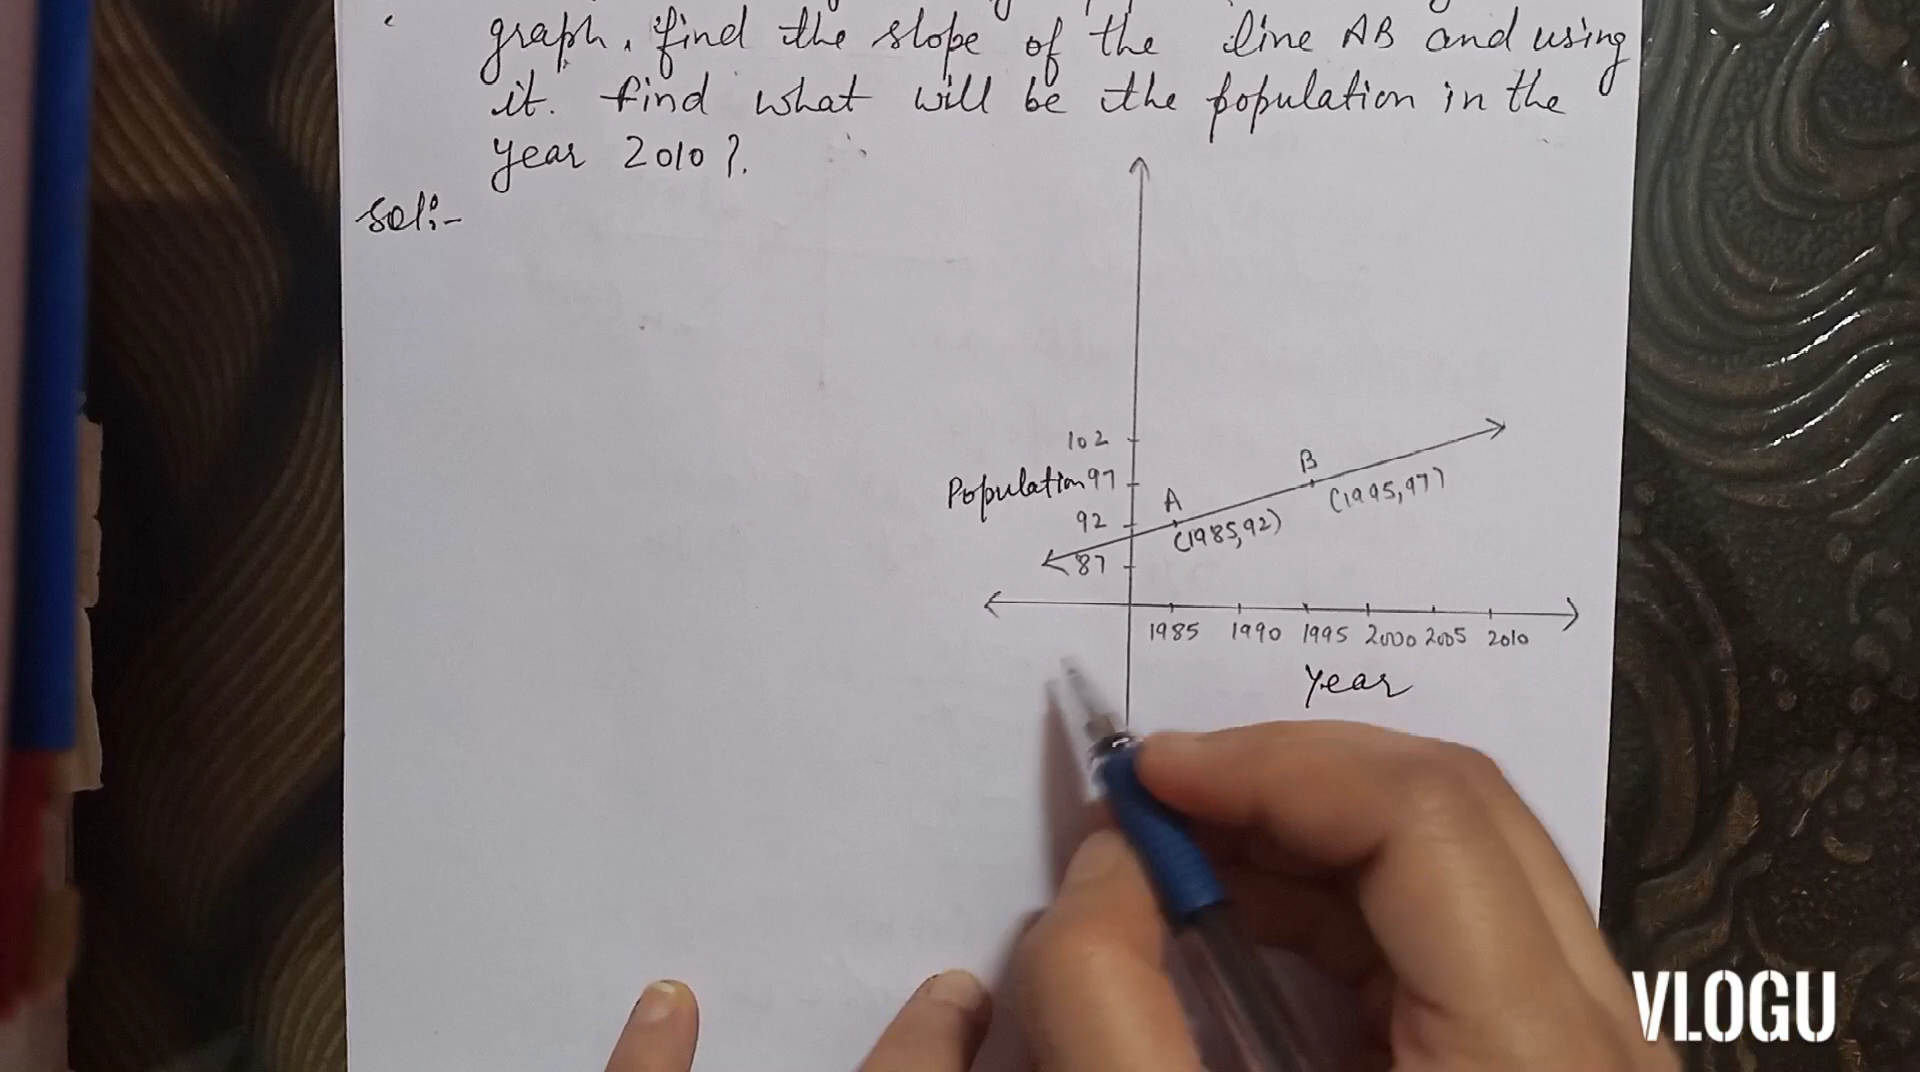 graph, find the slope of the line AB and using
it. find what will be the population in the
year 2010?.
Sol:-
102
Population 97
92
87
A
(1985,92)
B
(1995,97)
1985 1990 1995 2000 2005 2010
Year
VLOGU